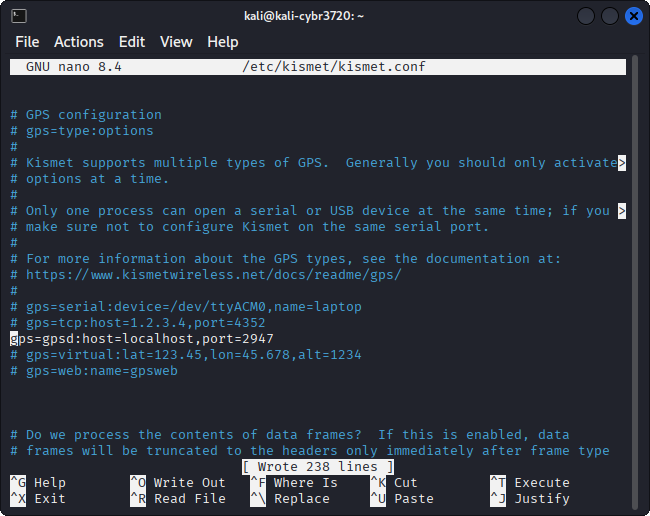 kali@kali-cybr3720: ~
File Actions Edit View Help
GNU nano 8.4 /etc/kismet/kismet.conf
# GPS configuration
# gps=type:options
#
# Kismet supports multiple types of GPS.  Generally you should only activate>
# options at a time.
#
# Only one process can open a serial or USB device at the same time; if you >
# make sure not to configure Kismet on the same serial port.
#
# For more information about the GPS types, see the documentation at:
# https://www.kismetwireless.net/docs/readme/gps/
#
# gps=serial:device=/dev/ttyACM0,name=laptop
# gps=tcp:host=1.2.3.4,port=4352
gps=gpsd:host=localhost,port=2947
# gps=virtual:lat=123.45,lon=45.678,alt=1234
# gps=web:name=gpsweb
# Do we process the contents of data frames?  If this is enabled, data
# frames will be truncated to the headers only immediately after frame type
[ Wrote 238 lines ]
^G Help ^O Write Out ^F Where Is ^K Cut ^T Execute
^X Exit ^R Read File ^\ Replace ^U Paste ^J Justify